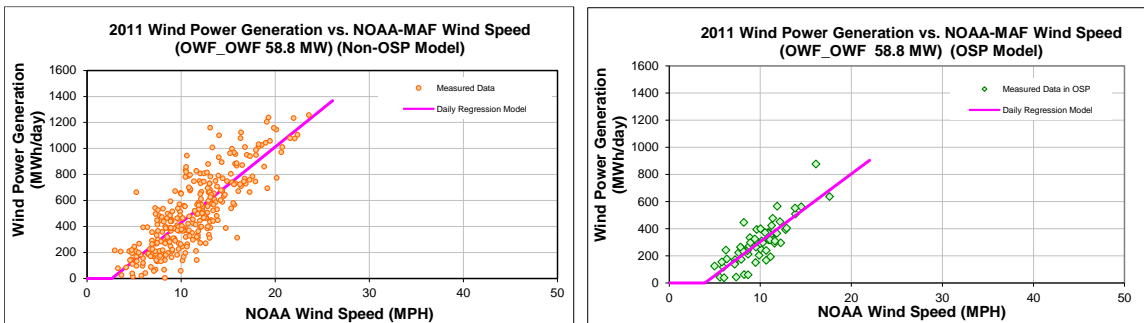 2011 Wind Power Generation vs. NOAA-MAF Wind Speed
(OWF_OWF 58.8 MW) (Non-OSP Model)
Wind Power Generation
(MWh/day)
1600
1400
1200
1000
800
600
400
200
0
Measured Data
Daily Regression Model
0 10 20 30 40 50
NOAA Wind Speed (MPH)
2011 Wind Power Generation vs. NOAA-MAF Wind Speed
(OWF_OWF 58.8 MW) (OSP Model)
Wind Power Generation
(MWh/day)
1600
1400
1200
1000
800
600
400
200
0
Measured Data in OSP
Daily Regression Model
0 10 20 30 40 50
NOAA Wind Speed (MPH)